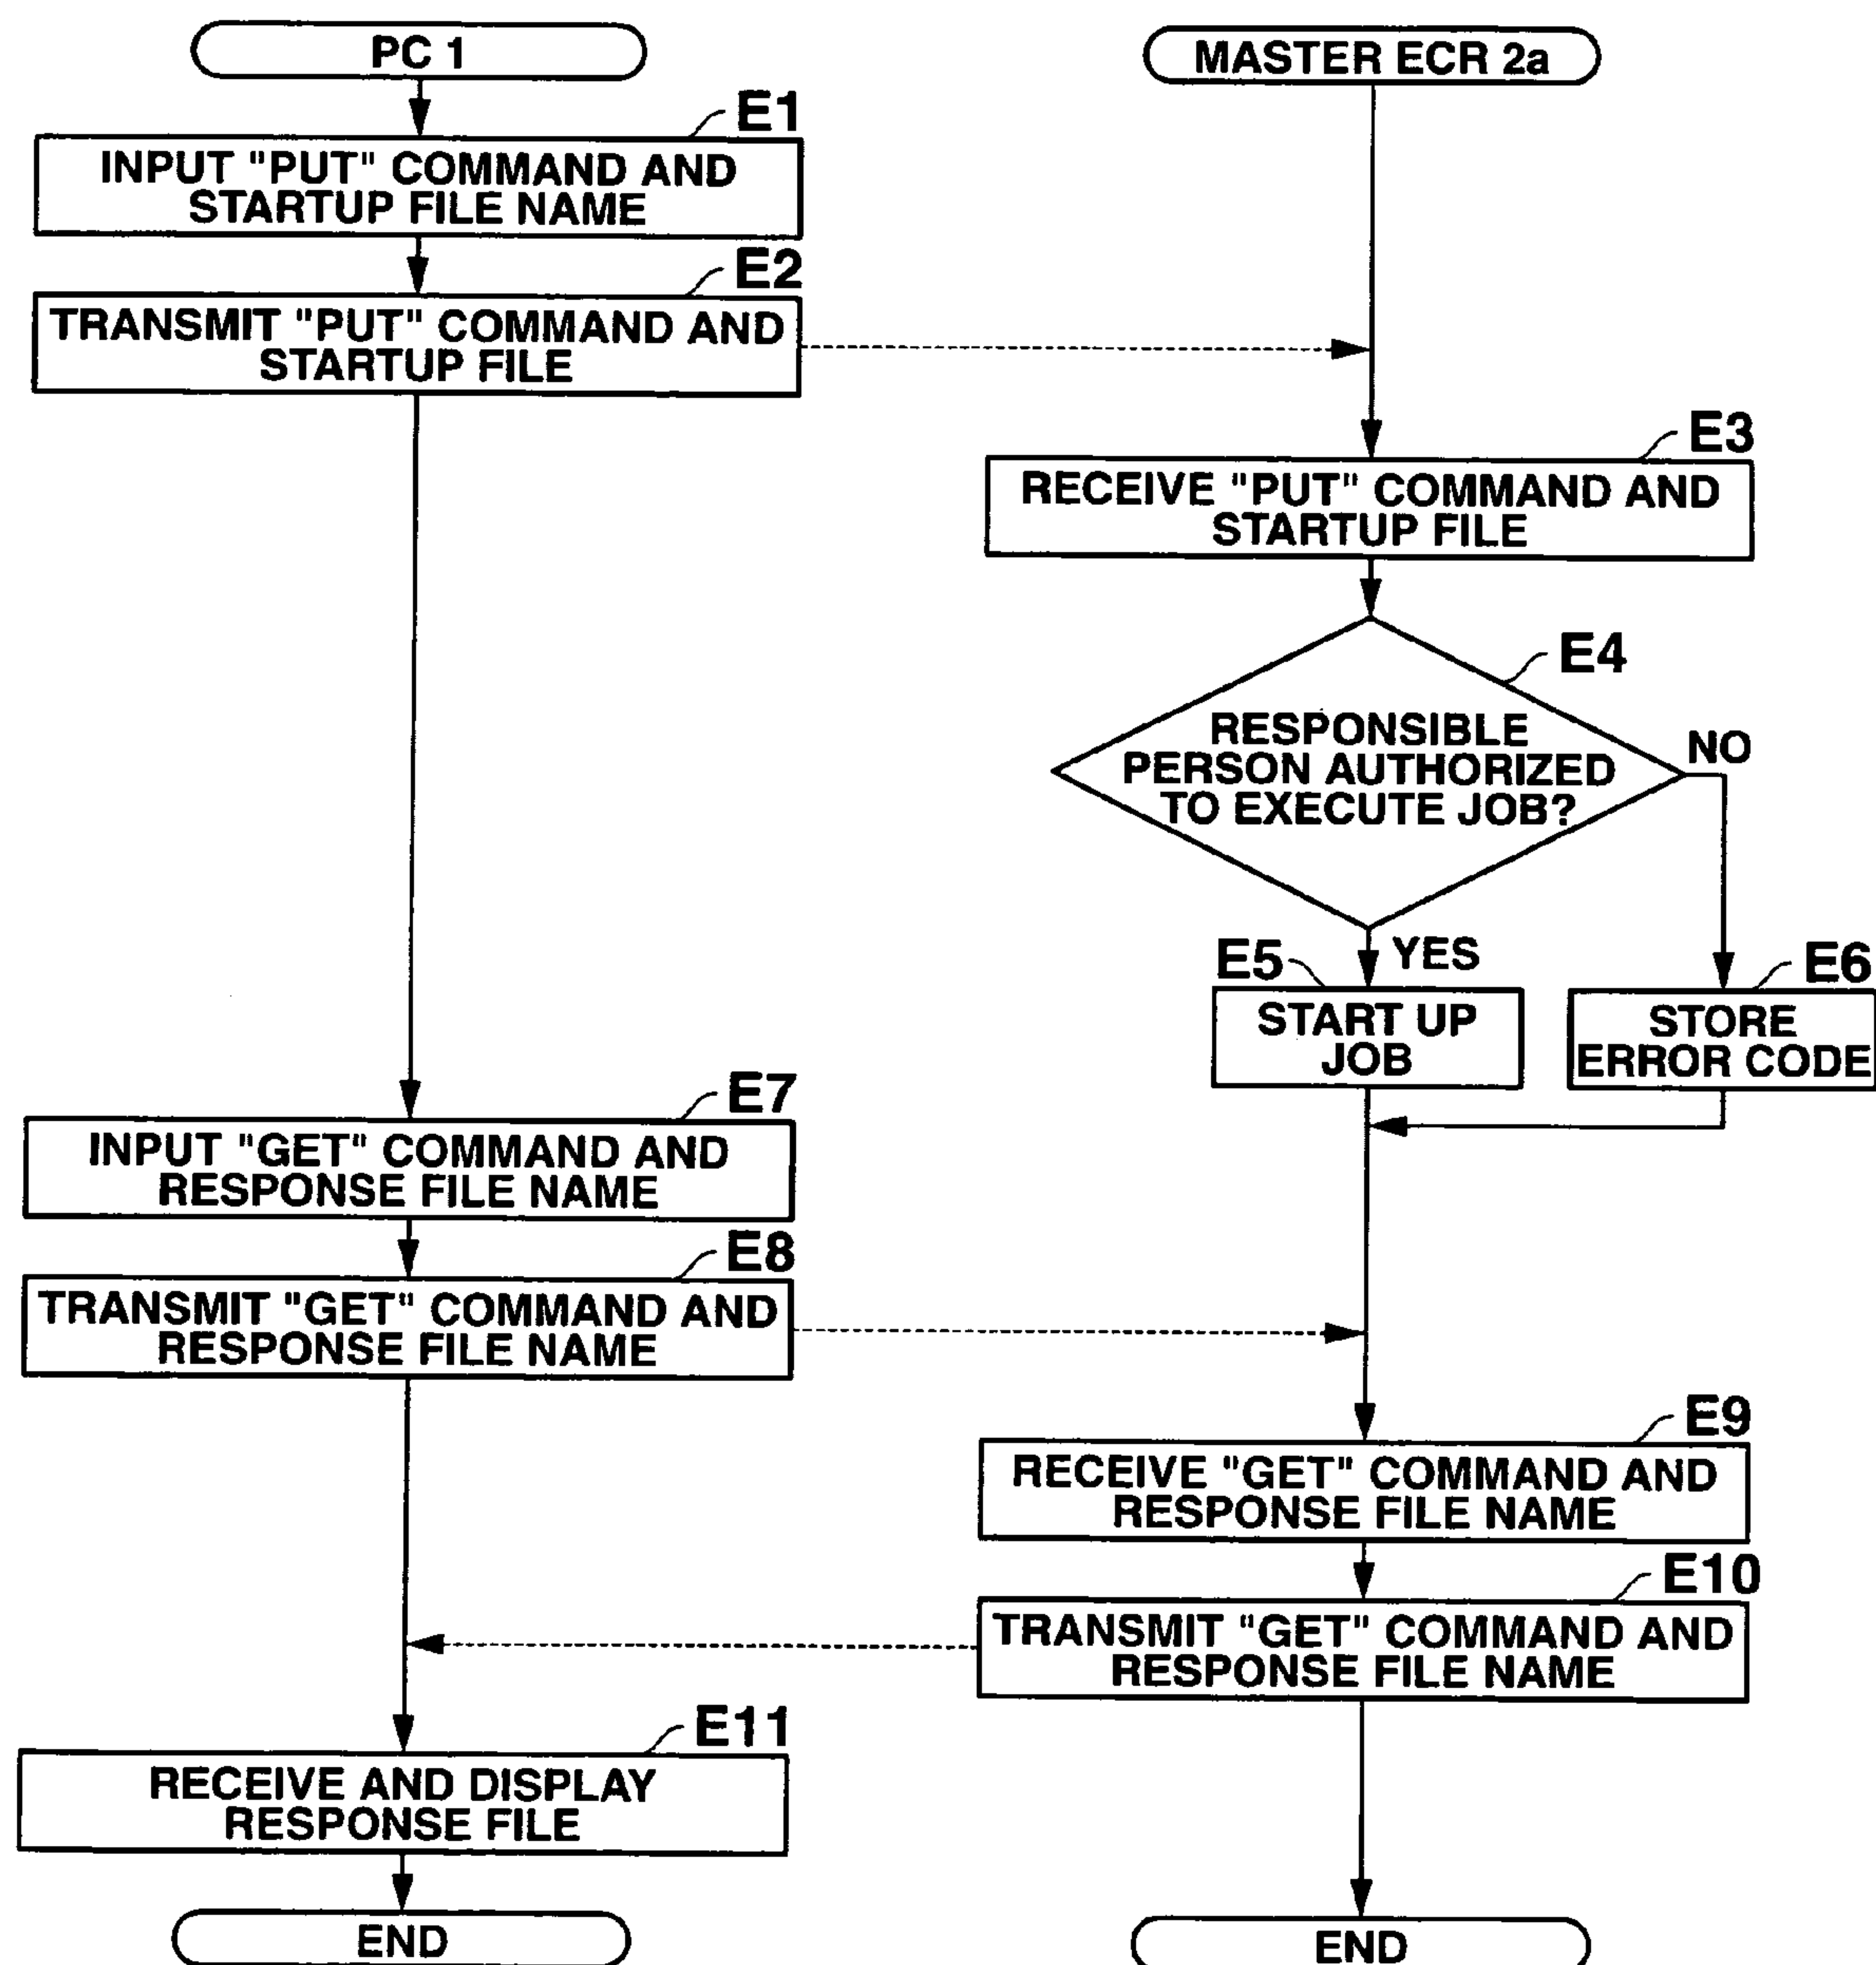 PC 1
MASTER ECR 2a
E1
INPUT "PUT" COMMAND AND
STARTUP FILE NAME
E2
TRANSMIT "PUT" COMMAND AND
STARTUP FILE
E3
RECEIVE "PUT" COMMAND AND
STARTUP FILE
E4
RESPONSIBLE
PERSON AUTHORIZED
TO EXECUTE JOB?
NO
YES
E5
START UP
JOB
E6
STORE
ERROR CODE
E7
INPUT "GET" COMMAND AND
RESPONSE FILE NAME
E8
TRANSMIT "GET" COMMAND AND
RESPONSE FILE NAME
E9
RECEIVE "GET" COMMAND AND
RESPONSE FILE NAME
E10
TRANSMIT "GET" COMMAND AND
RESPONSE FILE NAME
E11
RECEIVE AND DISPLAY
RESPONSE FILE
END
END